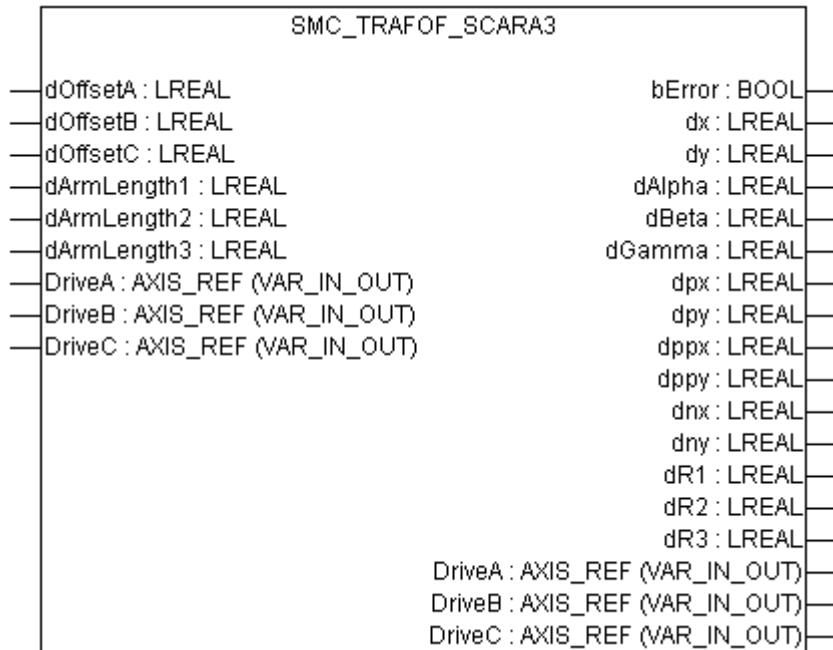 SMC_TRAFOF_SCARA3
dOffsetA : LREAL bError : BOOL
dOffsetB : LREAL dx : LREAL
dOffsetC : LREAL dy : LREAL
dArmLength1 : LREAL dAlpha : LREAL
dArmLength2 : LREAL dBeta : LREAL
dArmLength3 : LREAL dGamma : LREAL
DriveA : AXIS_REF (VAR_IN_OUT) dpx : LREAL
DriveB : AXIS_REF (VAR_IN_OUT) dpy : LREAL
DriveC : AXIS_REF (VAR_IN_OUT) dppx : LREAL
dppy : LREAL
dnx : LREAL
dny : LREAL
dR1 : LREAL
dR2 : LREAL
dR3 : LREAL
DriveA : AXIS_REF (VAR_IN_OUT)
DriveB : AXIS_REF (VAR_IN_OUT)
DriveC : AXIS_REF (VAR_IN_OUT)